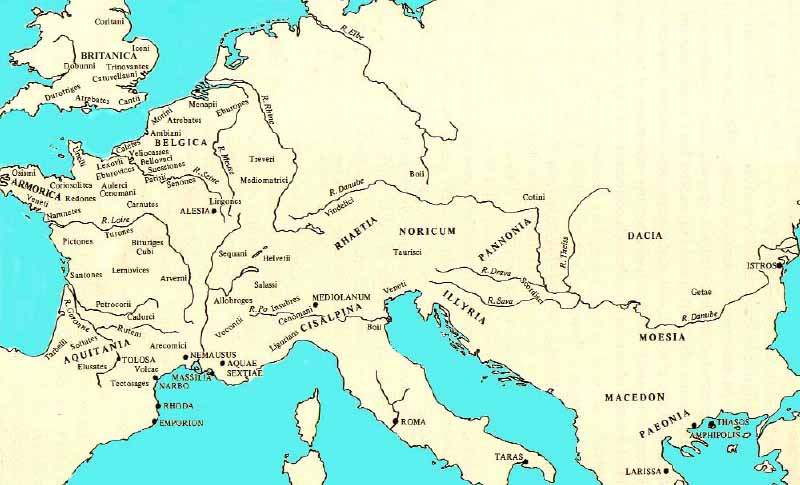 Coritani
Iceni
BRITANICA
Dobunni
Trinovantes
Catuvellauni
Durotriges
Atrebates
Cantii
R. Elbe
Menapii
Eburones
R. Rhine
Morini
Atrebates
Ambiani
BELGICA
R. Meuse
Caletes
Veliocasses
Bellovaci
Suessiones
Parisii
Senones
R. Seine
Treveri
Mediomatrici
Unelli
Lexovii
Eburovices
Osismi
ARMORICA
Coriosolites
Aulerci
Cenomani
Redones
Veneti
Carnutes
Namnetes
Lirgones
ALESIA
R. Loire
Turones
Pictones
Bituriges
Cubi
Sequani
Helverii
Boii
Cotini
R. Danube
Vindelici
RHAETIA
NORICUM
Taurisci
PANNONIA
R. Theiss
DACIA
ISTROS
Santones
Lemovices
Arverni
Salassi
Allobroges
MEDIOLANUM
Veneti
R. Drava
R. Sava
ILLYRIA
Getae
R. Danube
MOESIA
Petrocorii
Cadurci
R. Garonne
Ruteni
Vocontii
R. Po
Insubres
Cenomani
CISALPINA
Ligurians
Boii
Tarbelli
Sotiates
AQUITANIA
Elusates
TOLOSA
Volcae
Arecomici
Tectosages
NEMAUSUS
AQUAE
SEXTIAE
MASSILIA
NARBO
RHODA
EMPORION
ROMA
TARAS
MACEDON
PAEONIA
THASOS
AMPHIPOLIS
LARISSA